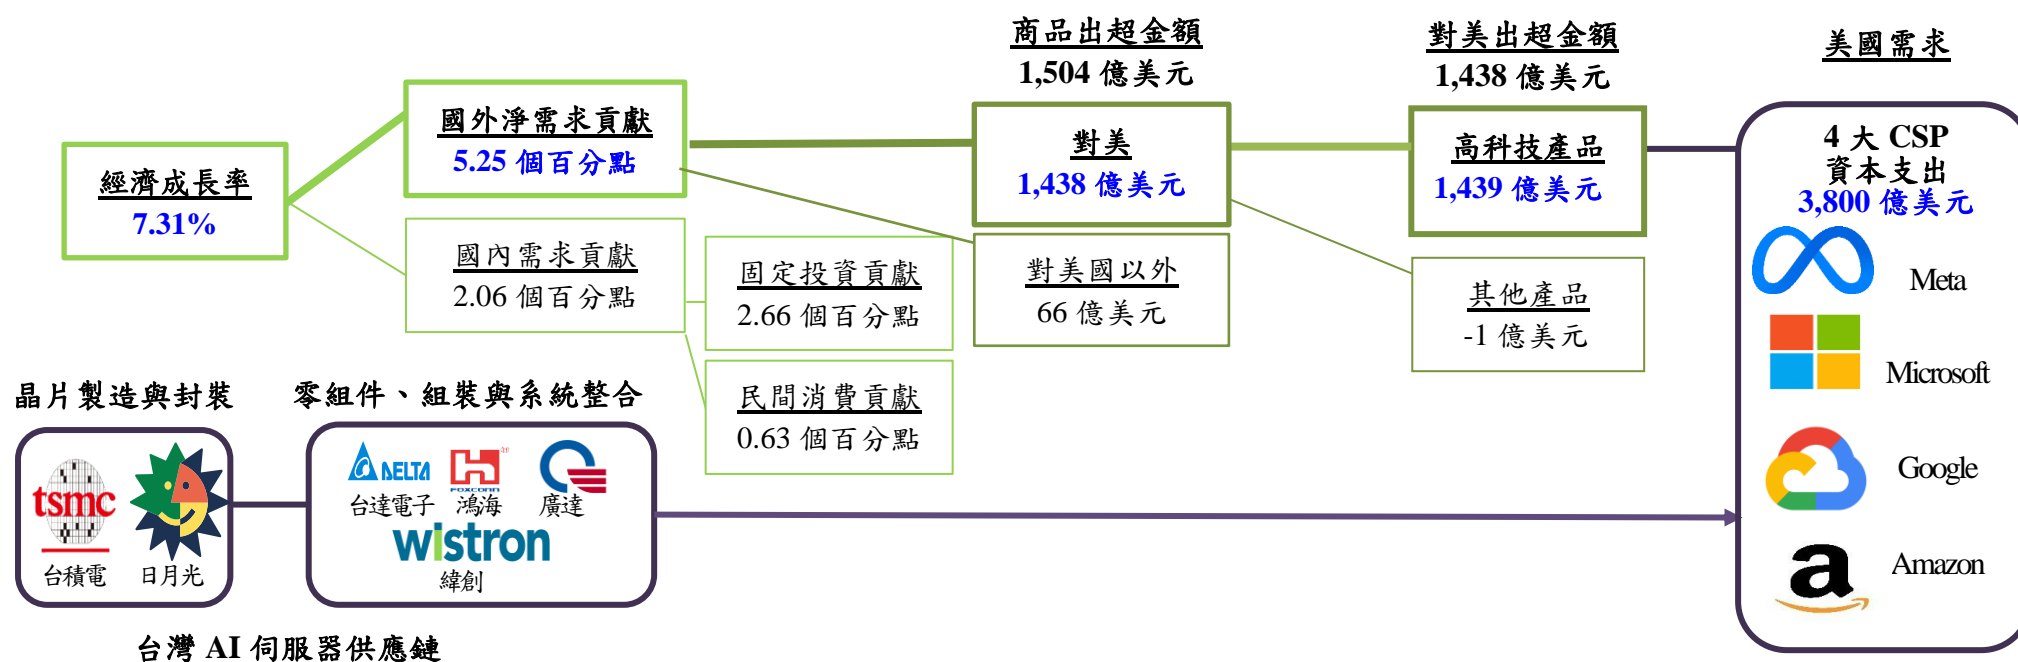 商品出超金額
1,504 億美元
對美出超金額
1,438 億美元
美國需求
經濟成長率
7.31%
國外淨需求貢獻
5.25 個百分點
國內需求貢獻
2.06 個百分點
固定投資貢獻
2.66 個百分點
民間消費貢獻
0.63 個百分點
對美
1,438 億美元
對美國以外
66 億美元
高科技產品
1,439 億美元
其他產品
-1 億美元
4 大 CSP
資本支出
3,800 億美元
Meta
Microsoft
Google
a
Amazon
晶片製造與封裝
tsmc
台積電
日月光
零組件、組裝與系統整合
DELTA
台達電子
FOXCONN
鴻海
廣達
wistron
緯創
台灣 AI 伺服器供應鏈